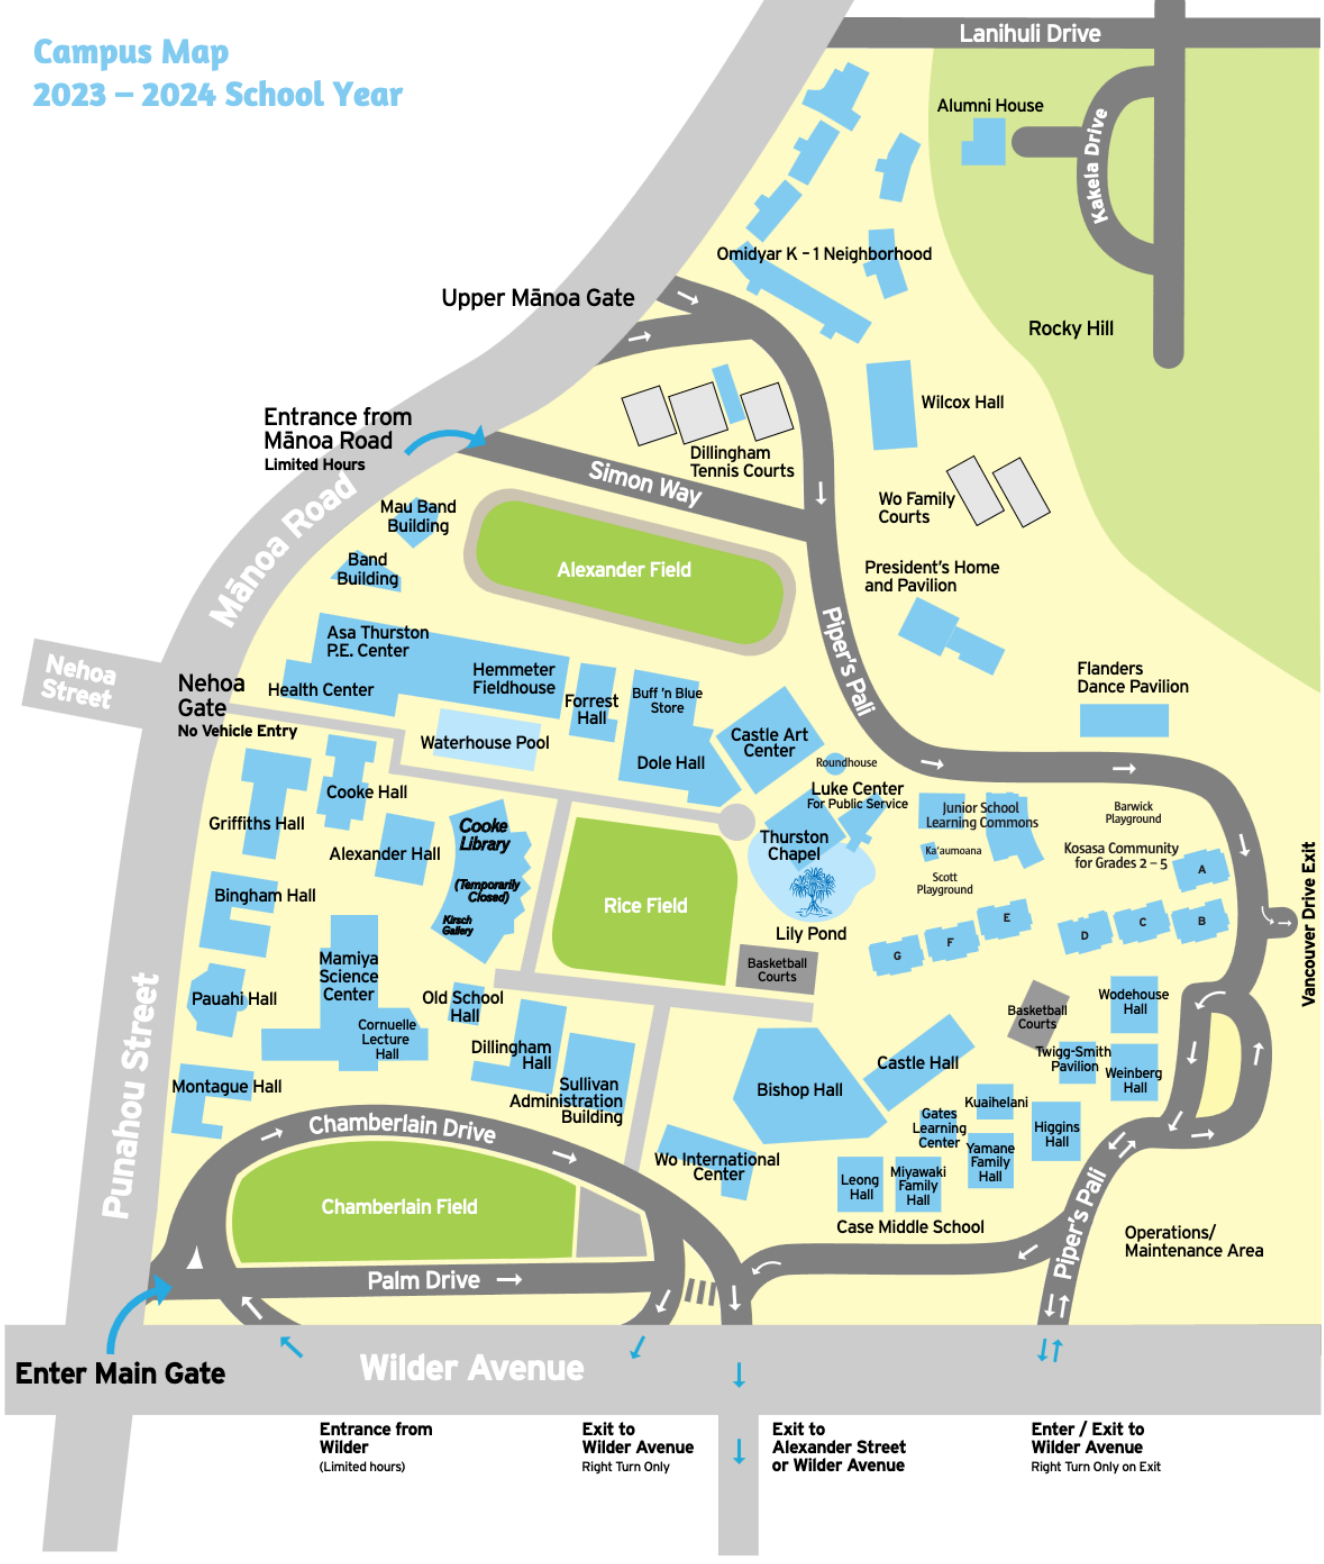 Campus Map
2023 – 2024 School Year
Lanihuli Drive
Alumni House
Kakela Drive
Omidyar K – 1 Neighborhood
Upper Mānoa Gate
Rocky Hill
Entrance from
Mānoa Road
Limited Hours
Wilcox Hall
Dillingham
Tennis Courts
Simon Way
Mānoa Road
Wo Family
Courts
Mau Band
Building
Band
Building
Alexander Field
President's Home
and Pavilion
Piper's Pali
Asa Thurston
P.E. Center
Nehoa
Street
Nehoa
Gate
No Vehicle Entry
Health Center
Hemmeter
Fieldhouse
Forrest
Hall
Buff 'n Blue
Store
Flanders
Dance Pavilion
Waterhouse Pool
Dole Hall
Castle Art
Center
Roundhouse
Luke Center
For Public Service
Cooke Hall
Griffiths Hall
Alexander Hall
Cooke
Library
(Temporarily
Closed)
Kirsch
Gallery
Thurston
Chapel
Junior School
Learning Commons
Barwick
Playground
Ka'aumoana
Kosasa Community
for Grades 2 – 5
Scott
Playground
Vancouver Drive Exit
A
B
C
D
E
F
G
Bingham Hall
Rice Field
Lily Pond
Basketball
Courts
Mamiya
Science
Center
Pauahi Hall
Old School
Hall
Cornuelle
Lecture
Hall
Dillingham
Hall
Basketball
Courts
Wodehouse
Hall
Twigg-Smith
Pavilion
Weinberg
Hall
Castle Hall
Bishop Hall
Montague Hall
Sullivan
Administration
Building
Kuaihelani
Gates
Learning
Center
Higgins
Hall
Yamane
Family
Hall
Punahou Street
Chamberlain Drive
Wo International
Center
Leong
Hall
Miyawaki
Family
Hall
Case Middle School
Chamberlain Field
Piper's Pali
Operations/
Maintenance Area
Palm Drive
Enter Main Gate
Wilder Avenue
Entrance from
Wilder
(Limited hours)
Exit to
Wilder Avenue
Right Turn Only
Exit to
Alexander Street
or Wilder Avenue
Enter / Exit to
Wilder Avenue
Right Turn Only on Exit